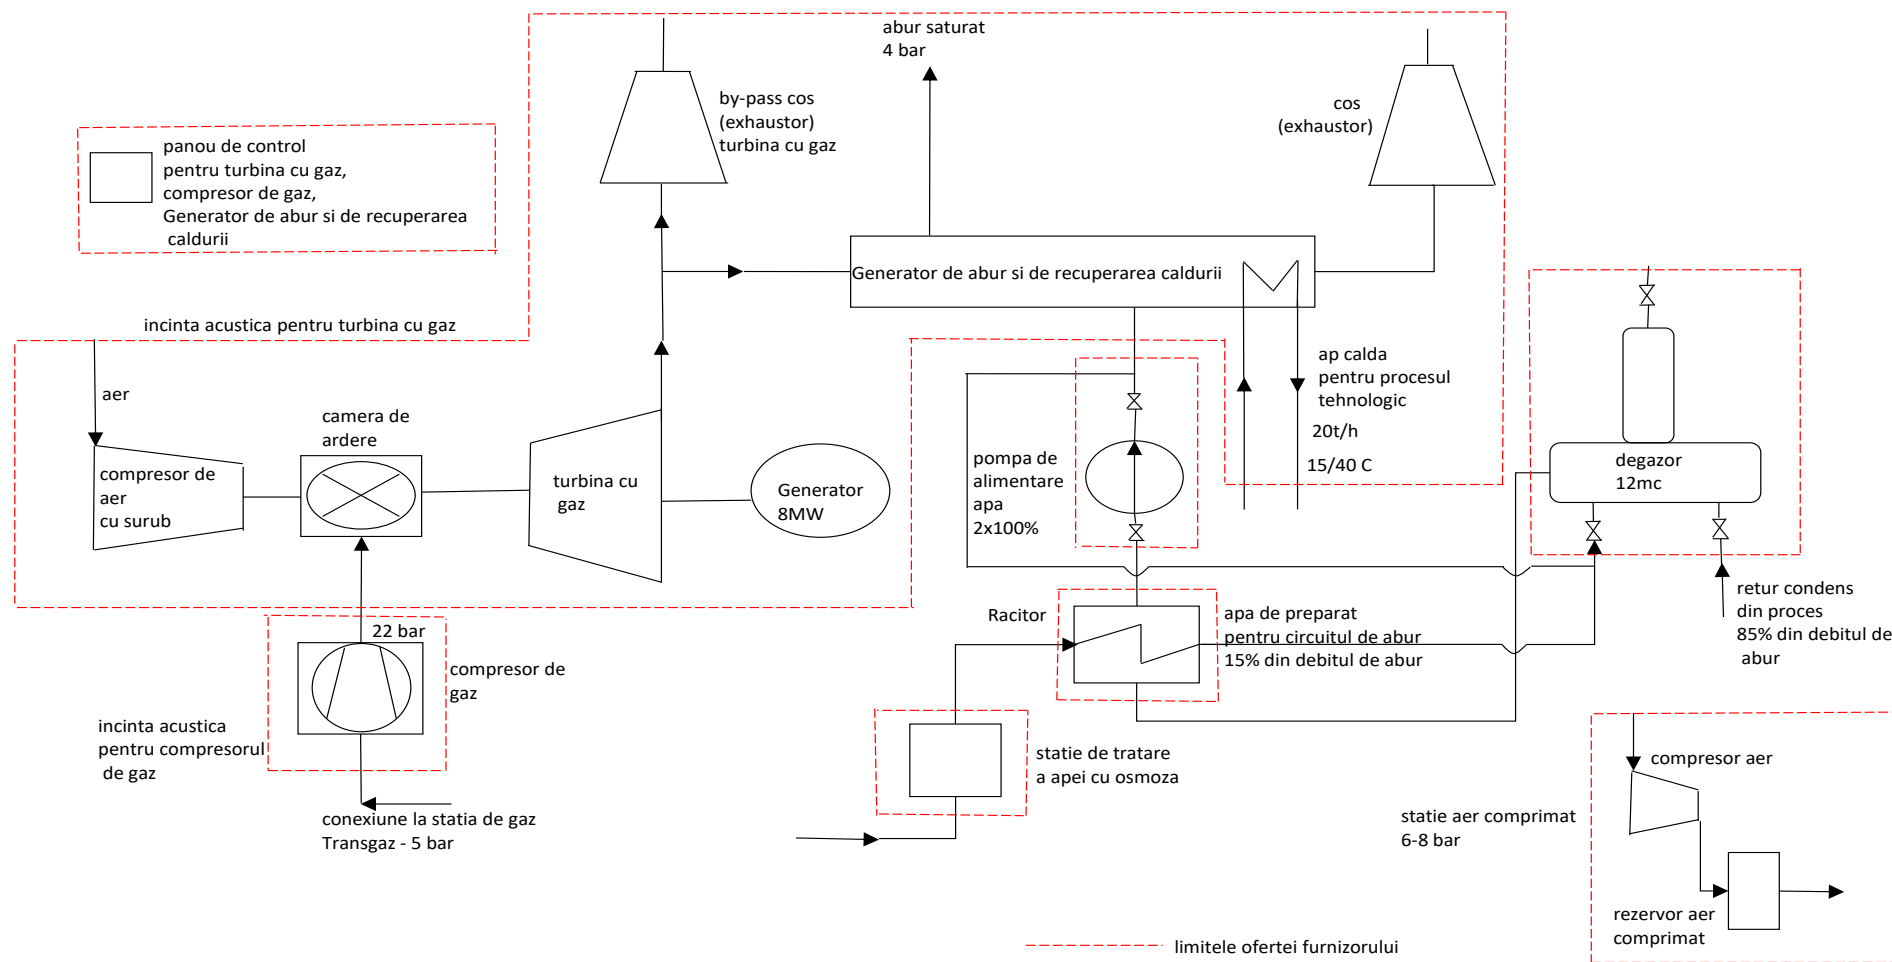 abur saturat
4 bar
by-pass cos
(exhaustor)
turbina cu gaz
cos
(exhaustor)
panou de control
pentru turbina cu gaz,
compresor de gaz,
Generator de abur si de recuperarea
caldurii
Generator de abur si de recuperarea caldurii
incinta acustica pentru turbina cu gaz
aer
camera de
ardere
compresor de
aer
cu surub
turbina cu
gaz
Generator
8MW
pompa de
alimentare
apa
2x100%
ap calda
pentru procesul
tehnologic
20t/h
15/40 C
degazor
12mc
retur condens
din proces
85% din debitul de
abur
Racitor
apa de preparat
pentru circuitul de abur
15% din debitul de abur
22 bar
compresor de
gaz
incinta acustica
pentru compresorul
de gaz
conexiune la statia de gaz
Transgaz - 5 bar
statie de tratare
a apei cu osmoza
compresor aer
statie aer comprimat
6-8 bar
rezervor aer
comprimat
limitele ofertei furnizorului